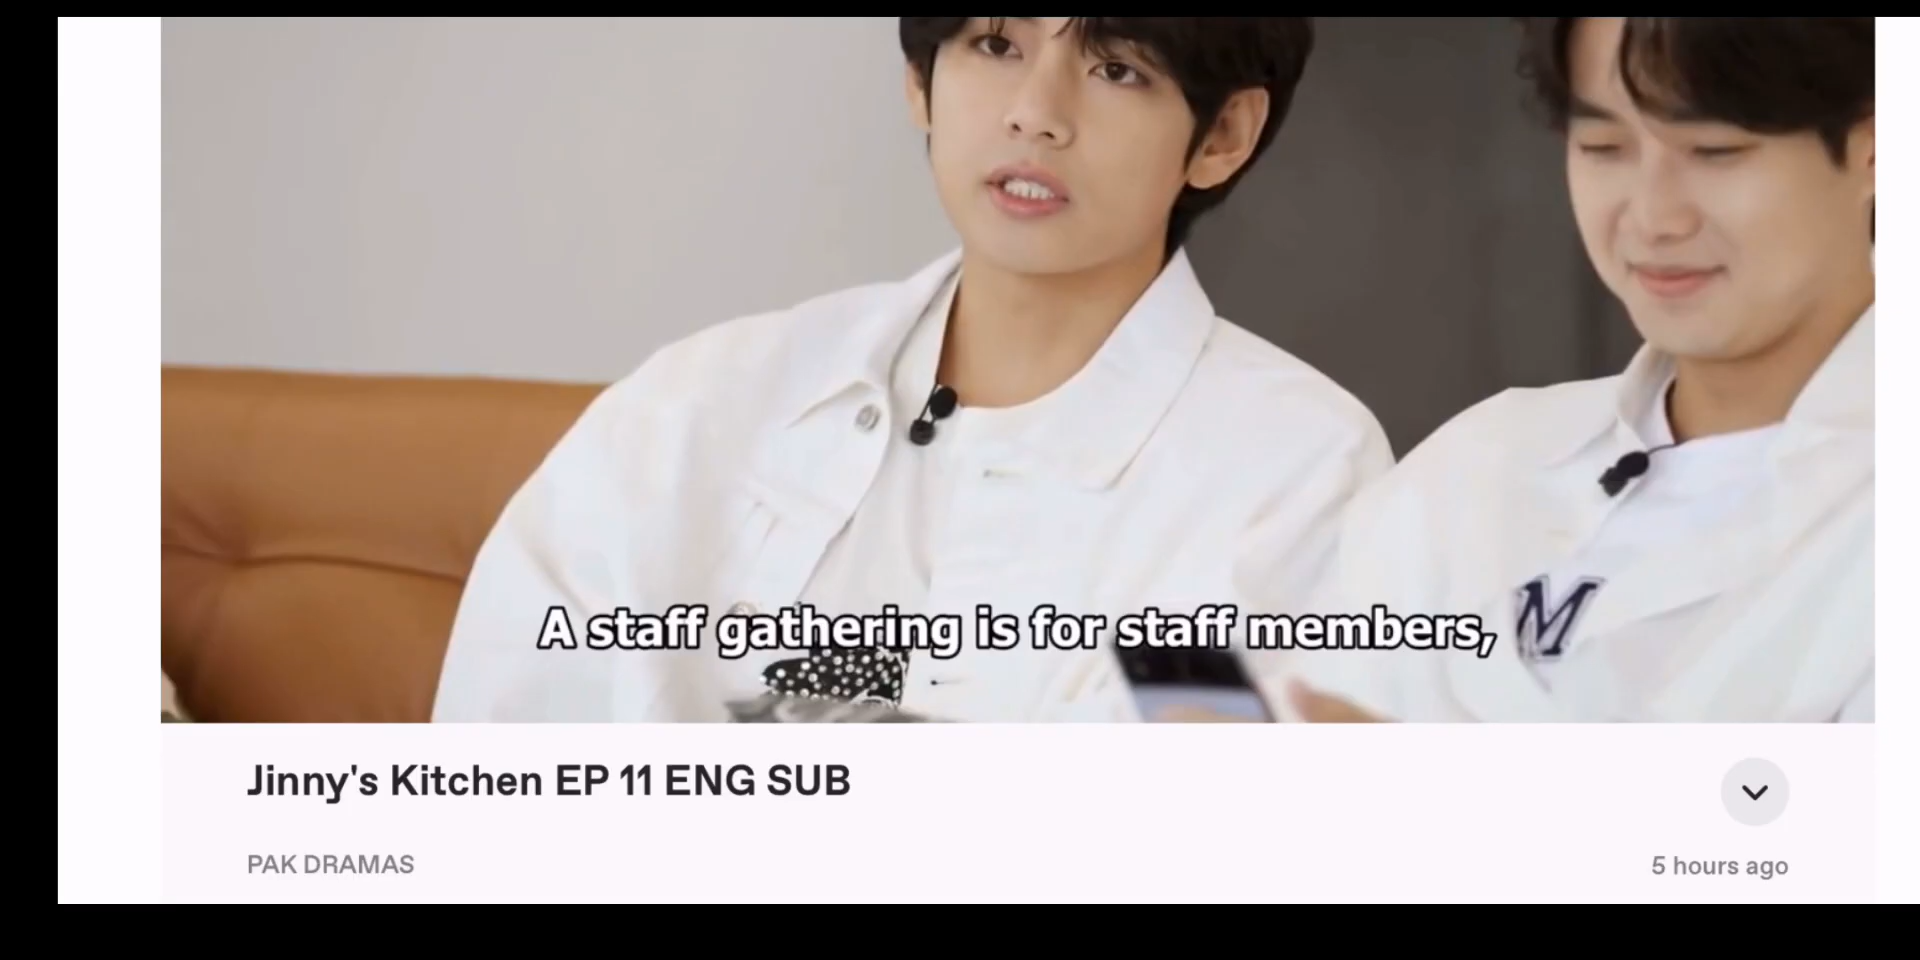 A staff gathering is for staff members,
M
Jinny's Kitchen EP 11 ENG SUB
PAK DRAMAS
5 hours ago